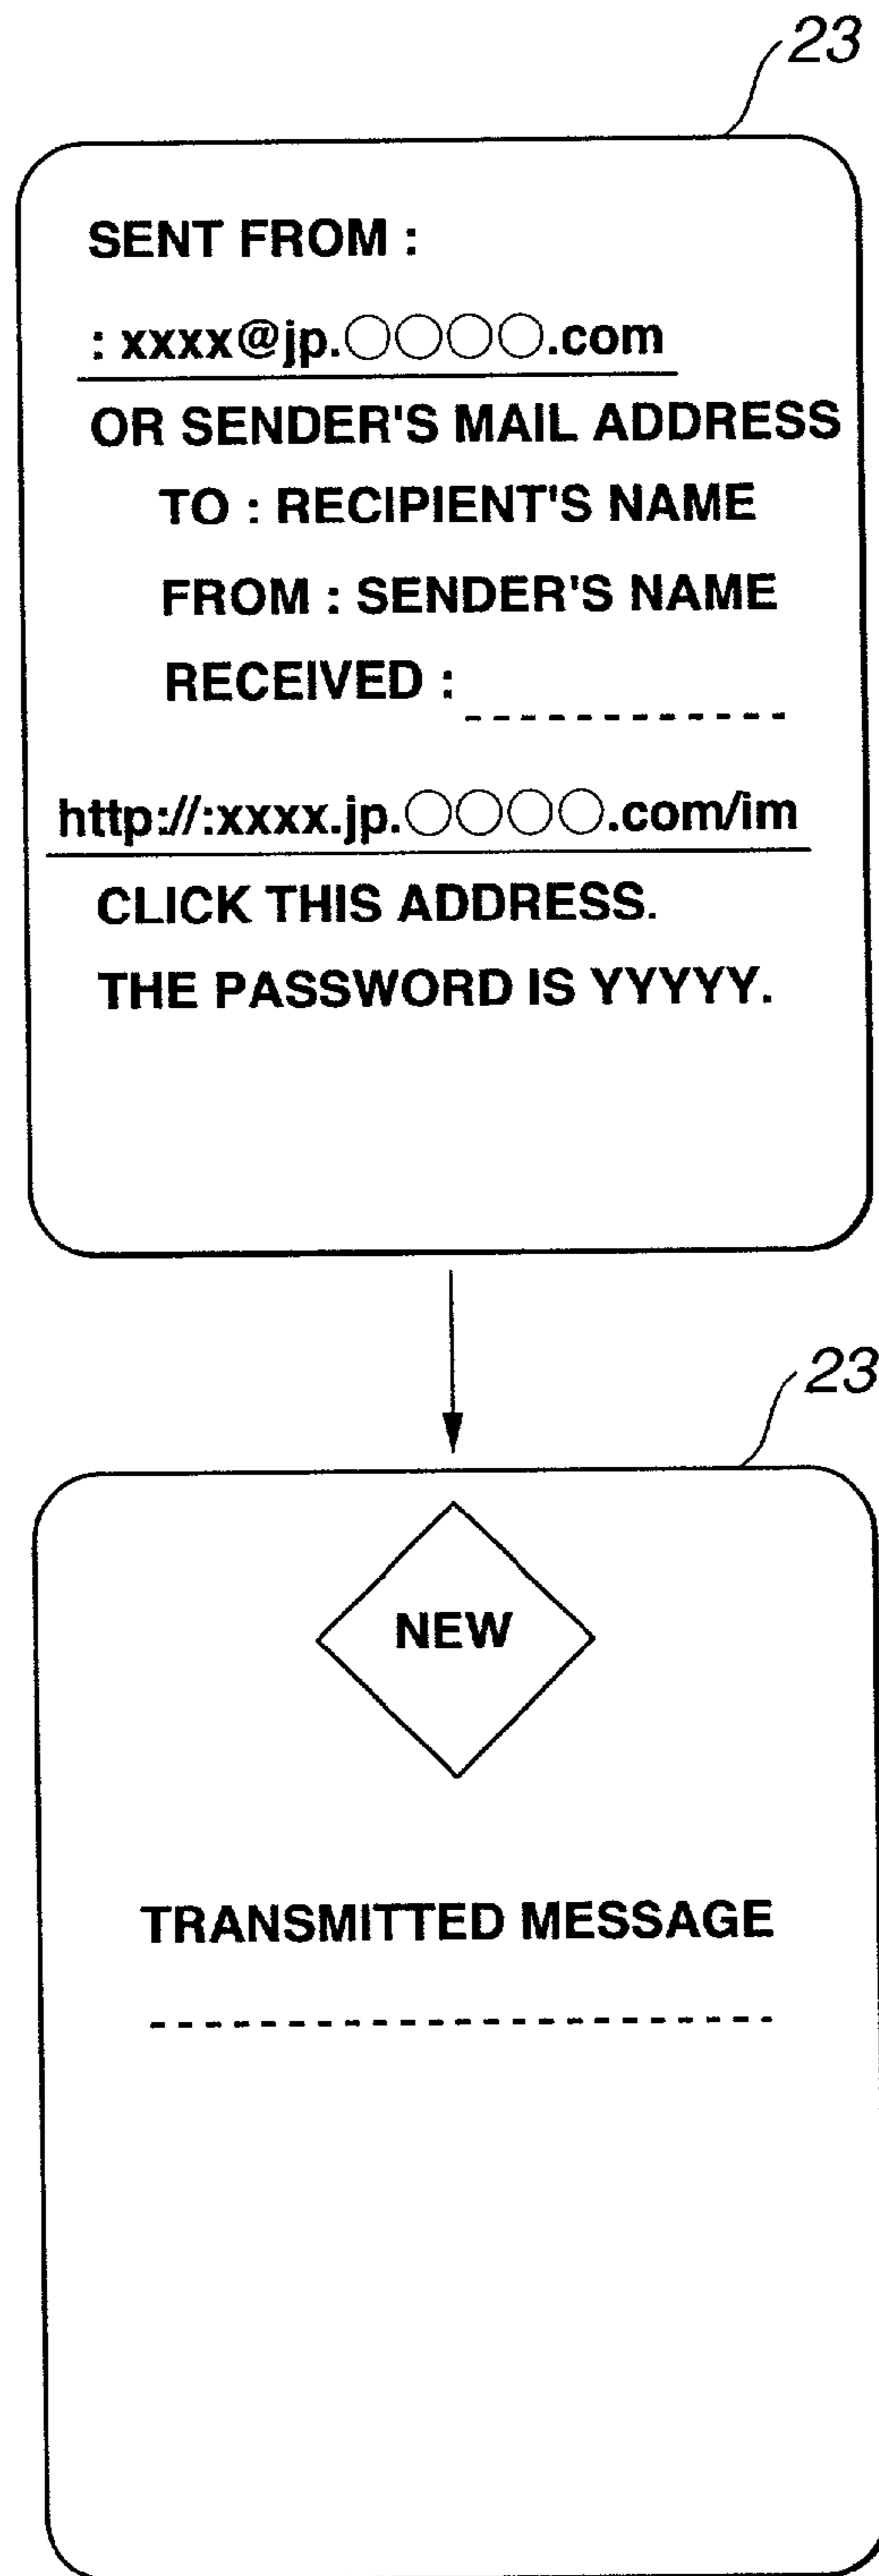 23
SENT FROM :
: xxxx@jp.○○○○.com
OR SENDER'S MAIL ADDRESS
TO : RECIPIENT'S NAME
FROM : SENDER'S NAME
RECEIVED :
http://:xxxx.jp.○○○○.com/im
CLICK THIS ADDRESS.
THE PASSWORD IS YYYYY.
23
NEW
TRANSMITTED MESSAGE